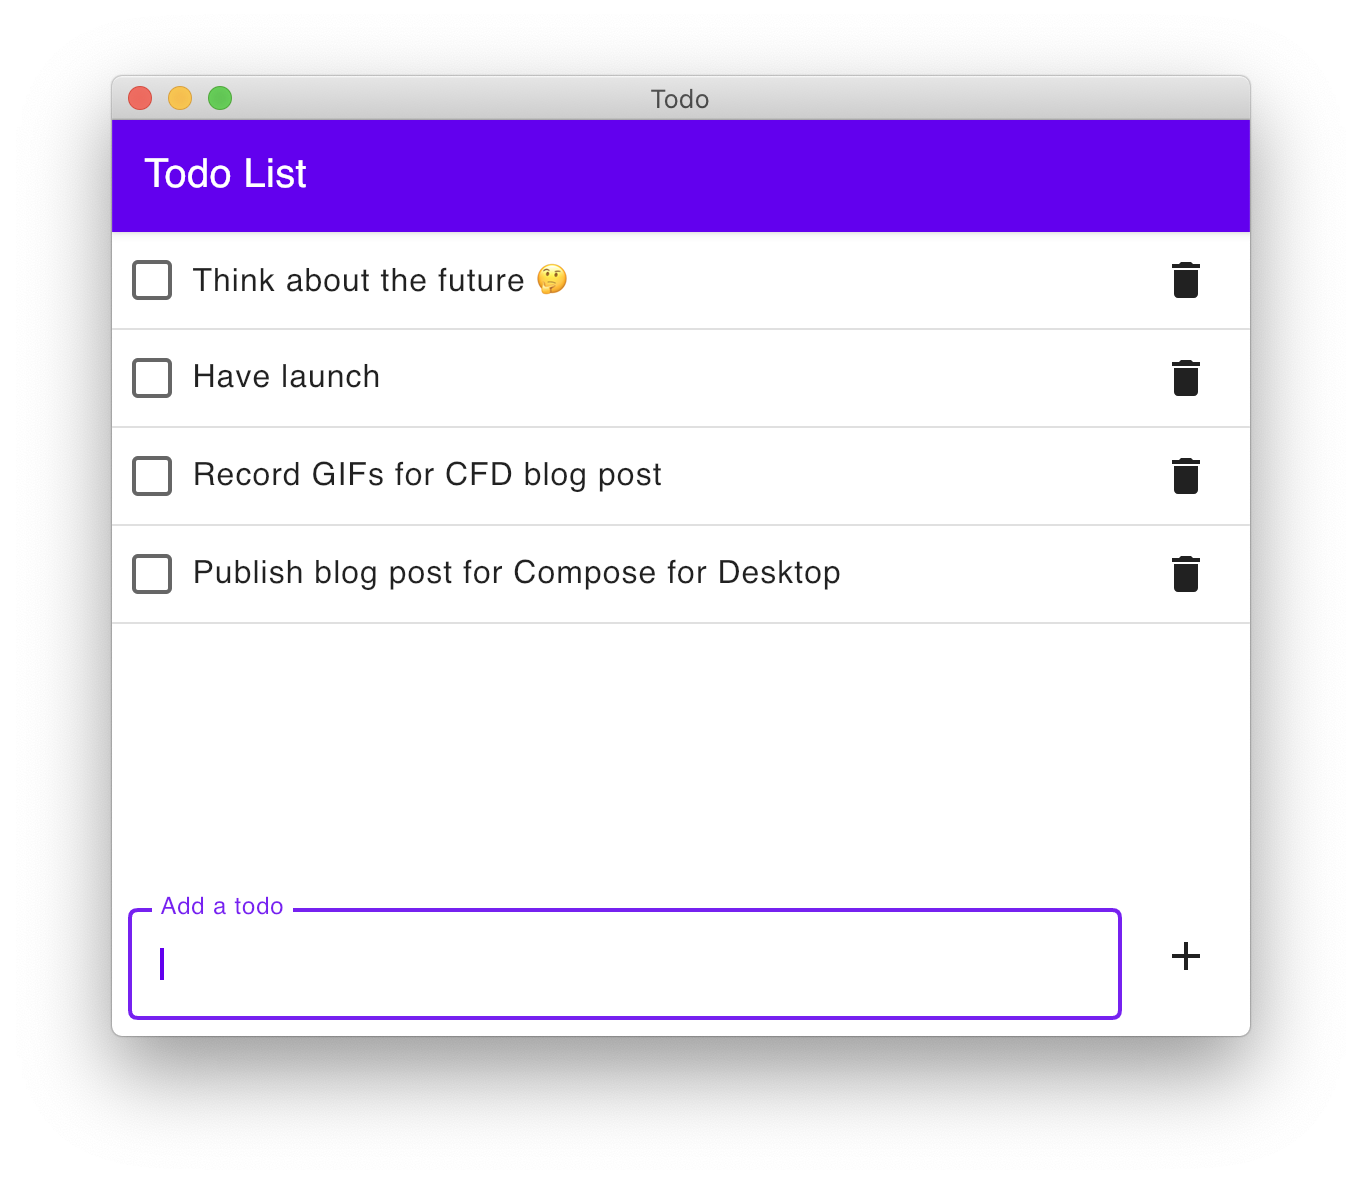 Todo
Todo List
Think about the future 🤔
Have launch
Record GIFs for CFD blog post
Publish blog post for Compose for Desktop
Add a todo